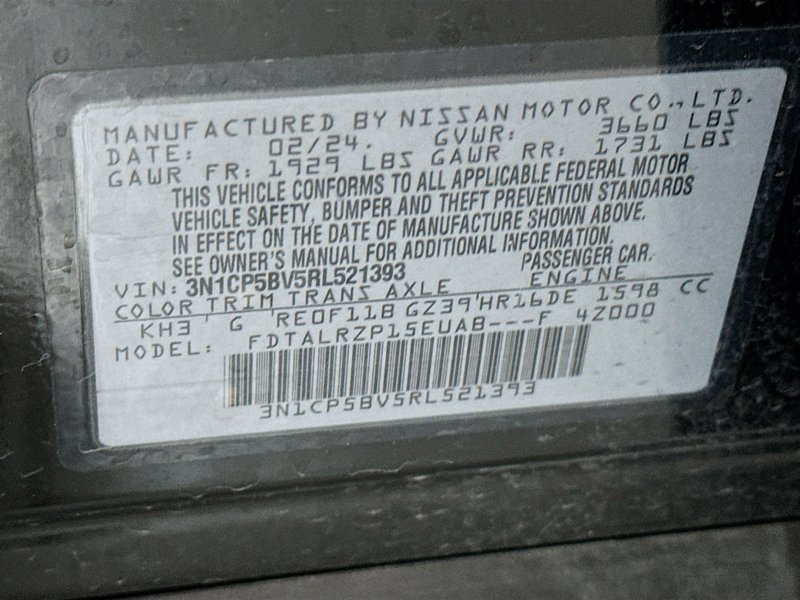 MANUFACTURED BY NISSAN MOTOR CO., LTD.
DATE: 02/24. GVWR: 3660 LBS
GAWR FR: 1929 LBS GAWR RR: 1731 LBS
THIS VEHICLE CONFORMS TO ALL APPLICABLE FEDERAL MOTOR
VEHICLE SAFETY, BUMPER AND THEFT PREVENTION STANDARDS
IN EFFECT ON THE DATE OF MANUFACTURE SHOWN ABOVE.
SEE OWNER'S MANUAL FOR ADDITIONAL INFORMATION.
VIN: 3N1CP5BV5RL521393 PASSENGER CAR.
COLOR TRIM TRANS AXLE ENGINE
KH3 G RE0F11B GZ39 HR16DE 1598 CC
MODEL: FDTALRZP15EUAB---F 4Z000
3N1CP5BV5RL521393